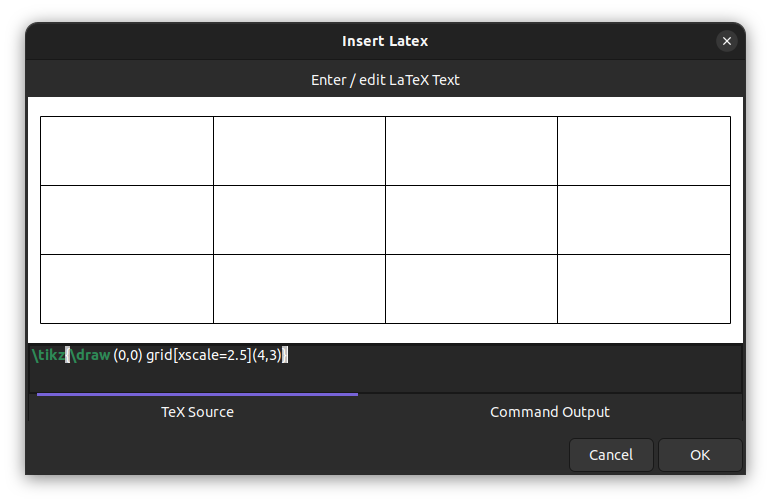 Insert Latex
Enter / edit LaTeX Text
\tikz{\draw (0,0) grid[xscale=2.5](4,3)}
TeX Source
Command Output
Cancel
OK